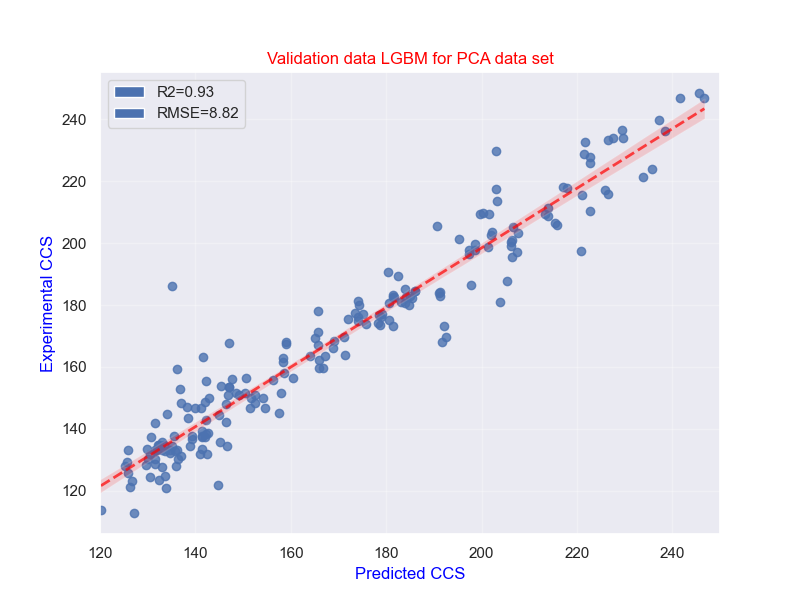 Validation data LGBM for PCA data set
R2=0.93
RMSE=8.82
Experimental CCS
240
220
200
180
160
140
120
120 140 160 180 200 220 240
Predicted CCS